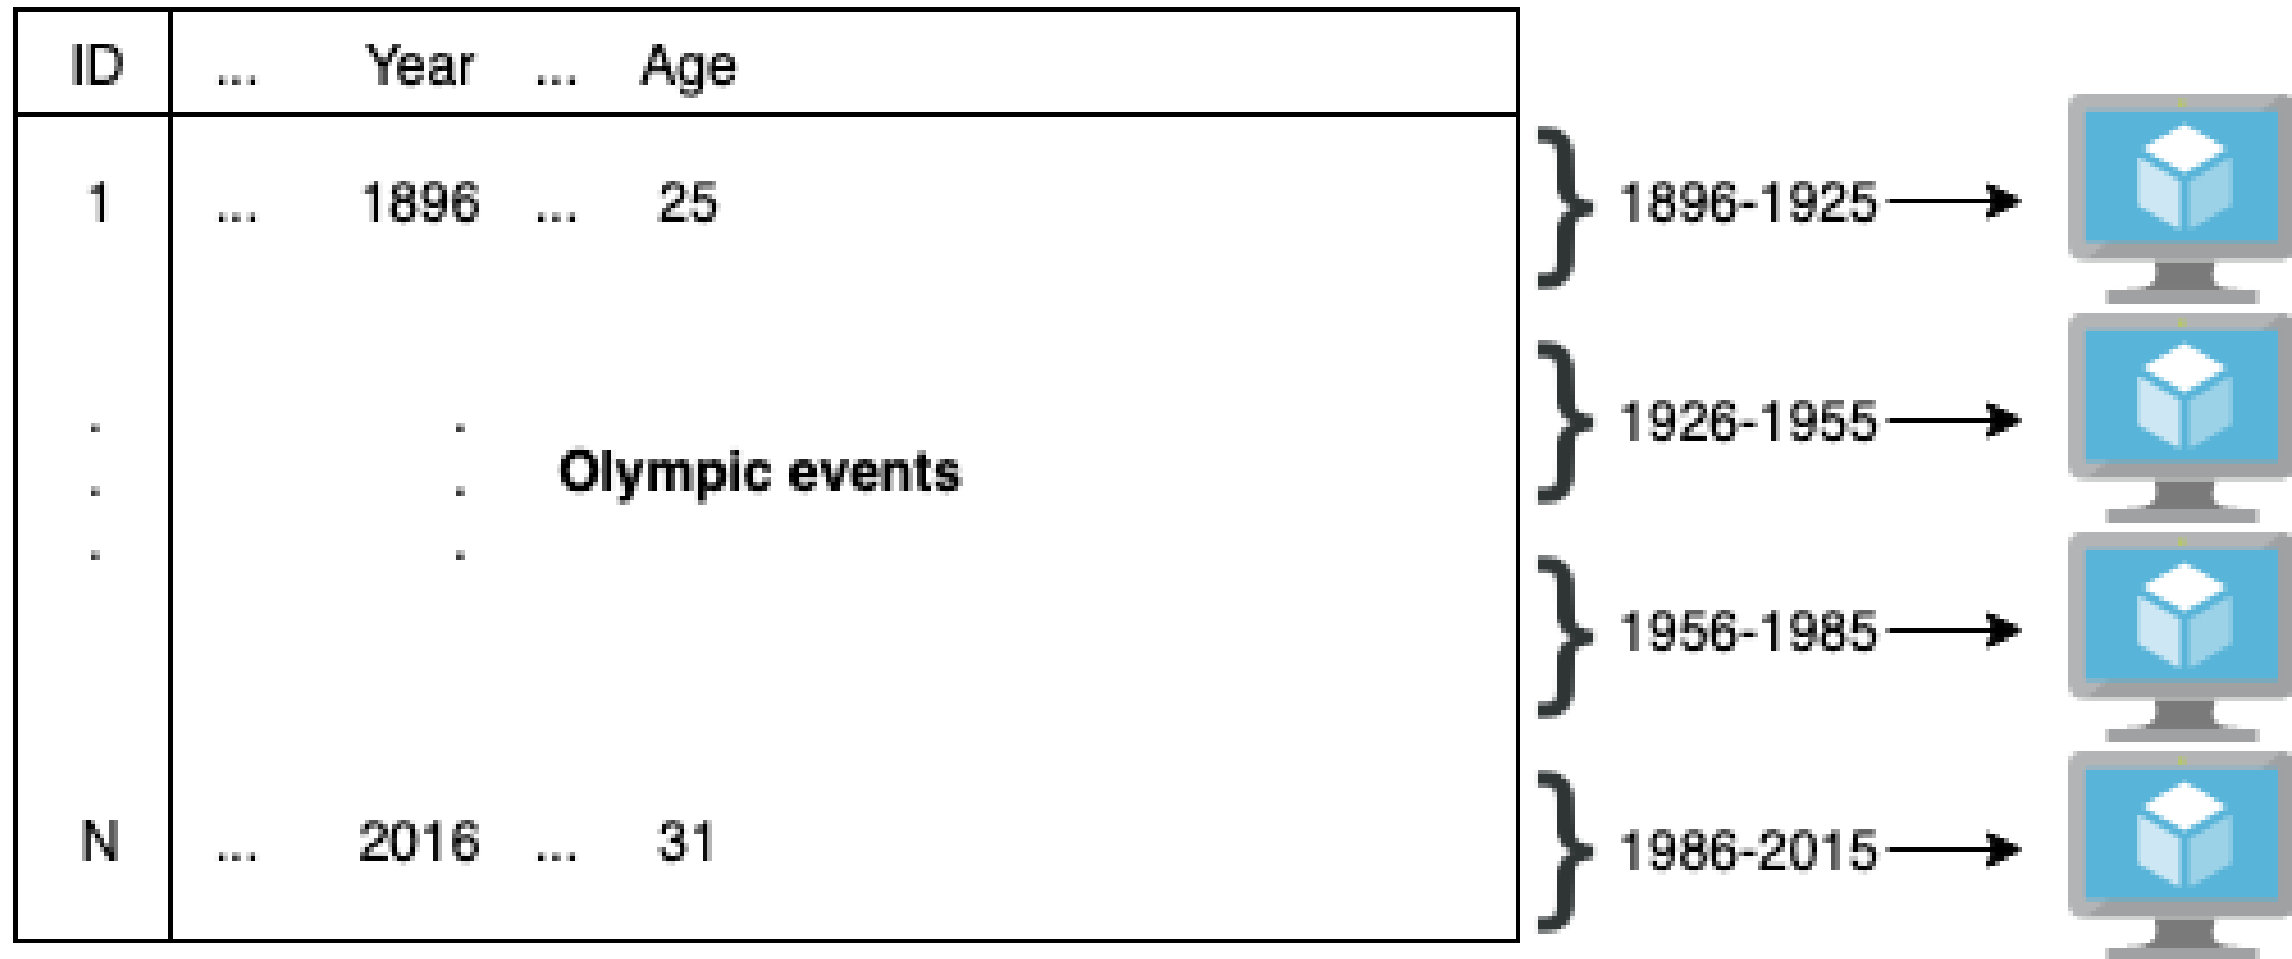 ID ... Year ... Age
1 ... 1896 ... 25
1896-1925
. .
1926-1955
Olympic events
. .
. .
1956-1985
N ... 2016 ... 31
1986-2015